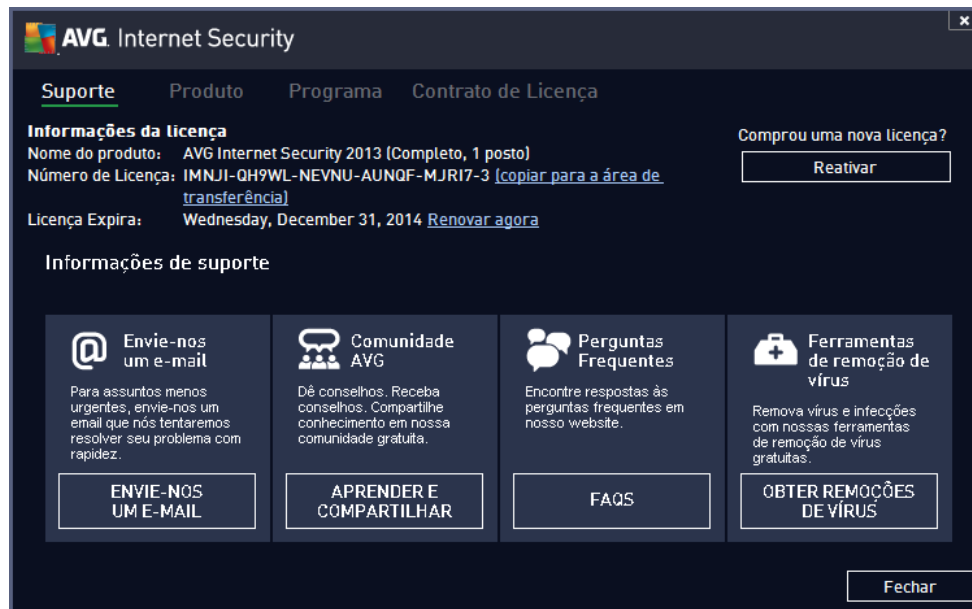 AVG. Internet Security
Suporte Produto Programa Contrato de Licença
Informações da licença
Nome do produto: AVG Internet Security 2013 (Completo, 1 posto)
Número de Licença: IMNJI-QH9WL-NEVNU-AUNQF-MJRI7-3 (copiar para a área de
transferência)
Licença Expira: Wednesday, December 31, 2014 Renovar agora
Comprou uma nova licença?
Reativar
Informações de suporte
Envie-nos
um e-mail
Para assuntos menos
urgentes, envie-nos um
email que nós tentaremos
resolver seu problema com
rapidez.
ENVIE-NOS
UM E-MAIL
Comunidade
AVG
Dê conselhos. Receba
conselhos. Compartilhe
conhecimento em nossa
comunidade gratuita.
APRENDER E
COMPARTILHAR
Perguntas
Frequentes
Encontre respostas às
perguntas frequentes em
nosso website.
FAQS
Ferramentas
de remoção de
vírus
Remova vírus e infecções
com nossas ferramentas
de remoção de vírus
gratuitas.
OBTER REMOÇÕES
DE VÍRUS
Fechar